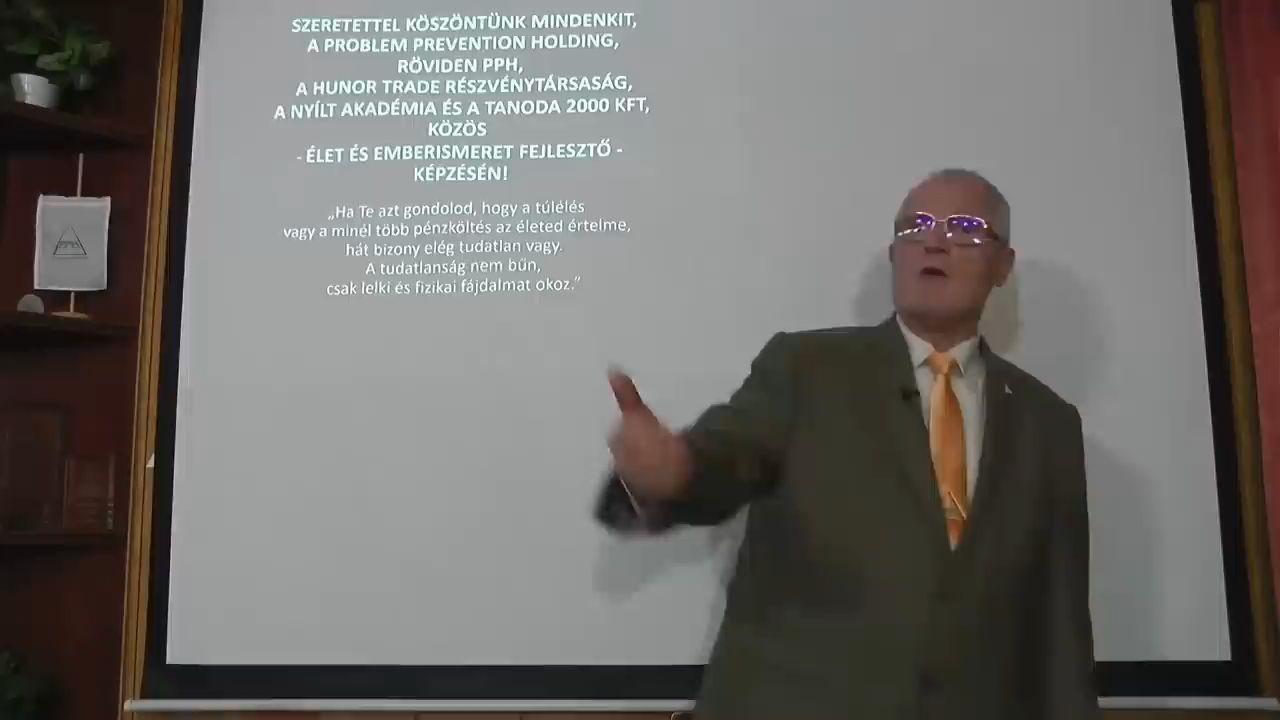 SZERETETTEL KÖSZÖNTÜNK MINDENKIT,
A PROBLEM PREVENTION HOLDING,
RÖVIDEN PPH,
A HUNOR TRADE RÉSZVÉNYTÁRSASÁG,
A NYÍLT AKADÉMIA ÉS A TANODA 2000 KFT,
KÖZÖS
- ÉLET ÉS EMBERISMERET FEJLESZTŐ -
KÉPZÉSÉN!
„Ha Te azt gondolod, hogy a túlélés
vagy a minél több pénzköltés az életed értelme,
hát bizony elég tudatlan vagy.
A tudatlanság nem bűn,
csak lelki és fizikai fájdalmat okoz.”